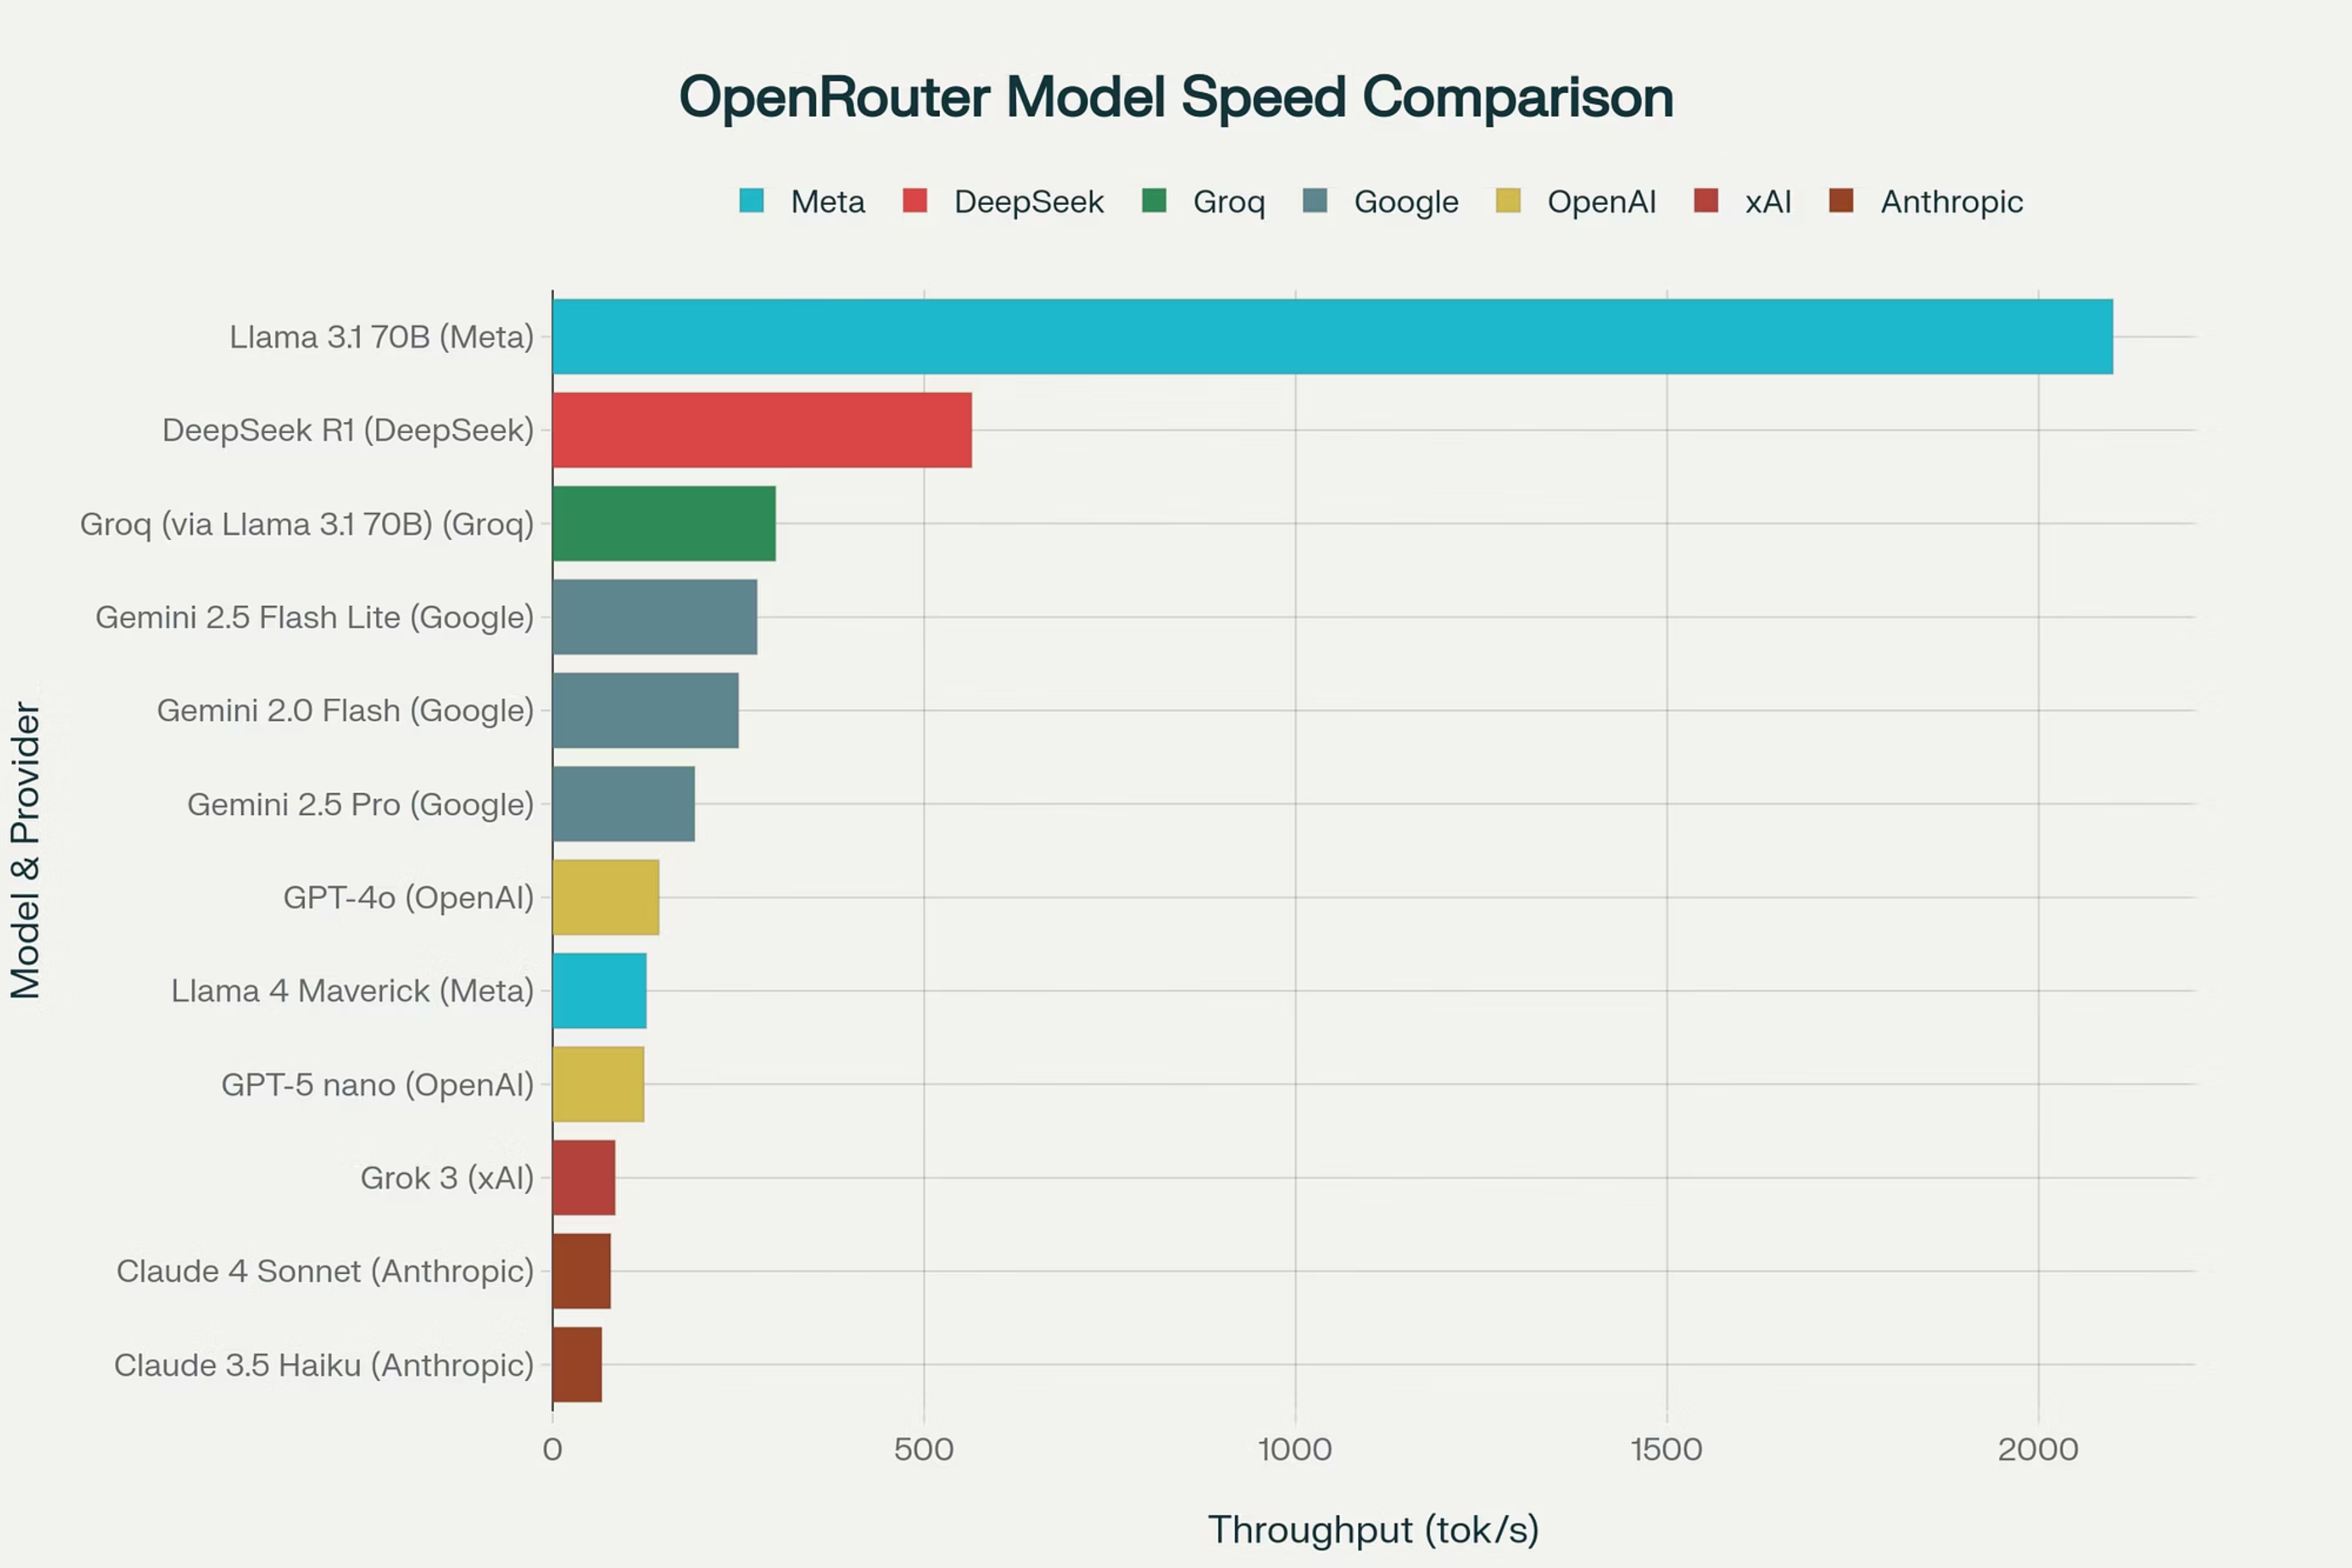 OpenRouter Model Speed Comparison
Meta DeepSeek Groq Google OpenAI xAI Anthropic
Model & Provider
Llama 3.1 70B (Meta)
DeepSeek R1 (DeepSeek)
Groq (via Llama 3.1 70B) (Groq)
Gemini 2.5 Flash Lite (Google)
Gemini 2.0 Flash (Google)
Gemini 2.5 Pro (Google)
GPT-4o (OpenAI)
Llama 4 Maverick (Meta)
GPT-5 nano (OpenAI)
Grok 3 (xAI)
Claude 4 Sonnet (Anthropic)
Claude 3.5 Haiku (Anthropic)
0 500 1000 1500 2000
Throughput (tok/s)